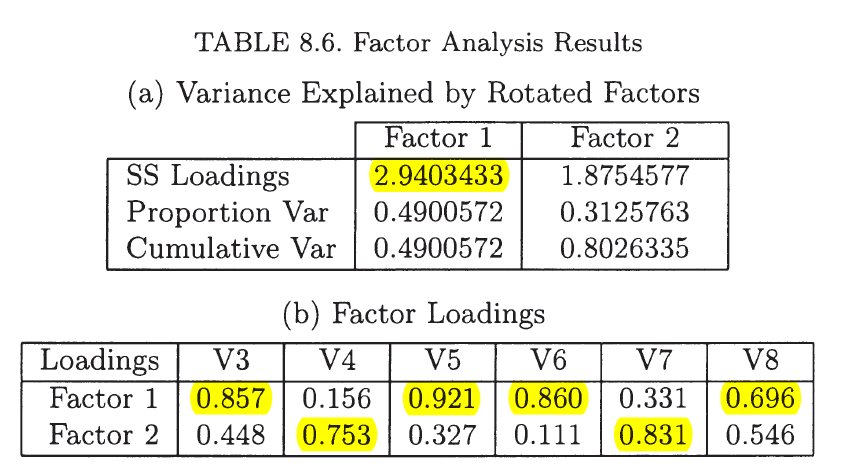 TABLE 8.6. Factor Analysis Results
(a) Variance Explained by Rotated Factors
Factor 1 Factor 2
SS Loadings 2.9403433 1.8754577
Proportion Var 0.4900572 0.3125763
Cumulative Var 0.4900572 0.8026335
(b) Factor Loadings
Loadings V3 V4 V5 V6 V7 V8
Factor 1 0.857 0.156 0.921 0.860 0.331 0.696
Factor 2 0.448 0.753 0.327 0.111 0.831 0.546